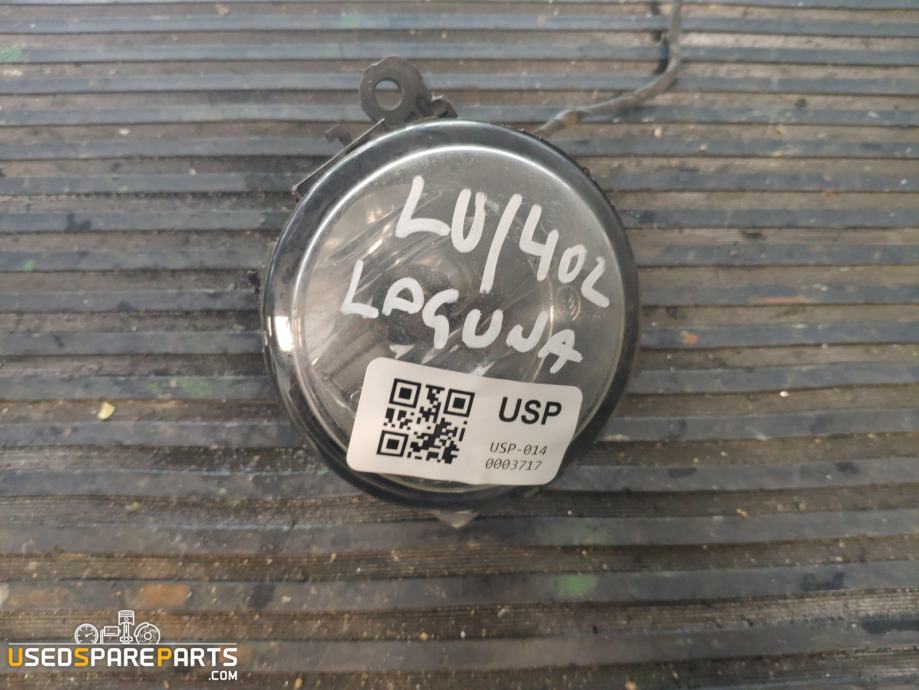 LU/402
LAGUNA
USP
USP-014
0003717
USEDSPAREPARTS
.COM